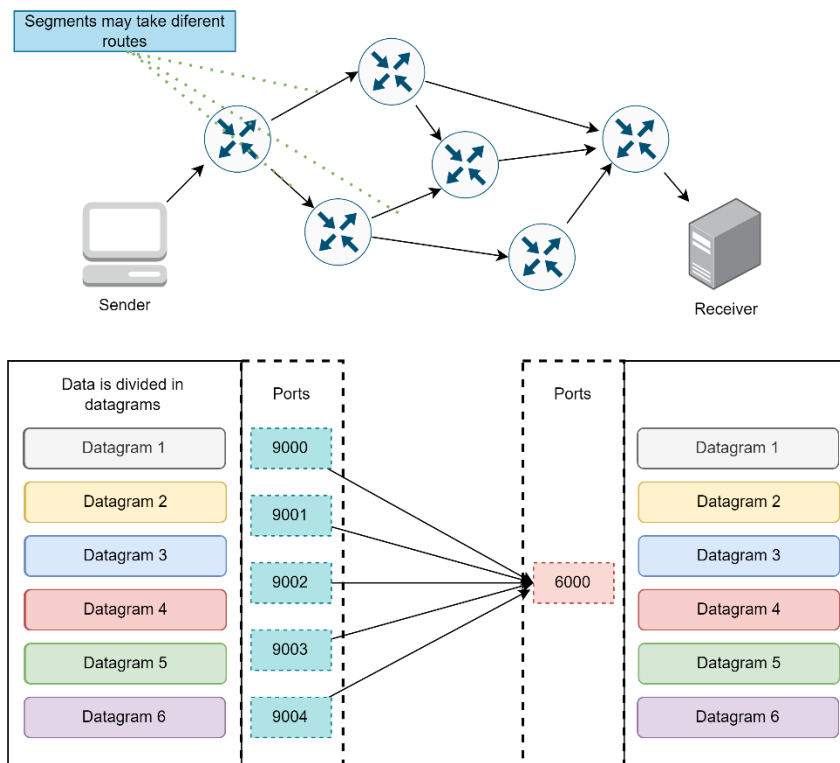 Segments may take diferent
routes
Sender
Receiver
Data is divided in
datagrams
Ports
Ports
Datagram 1
9000
Datagram 1
Datagram 2
9001
Datagram 2
Datagram 3
9002
6000
Datagram 3
Datagram 4
9003
Datagram 4
Datagram 5
Datagram 5
Datagram 6
9004
Datagram 6